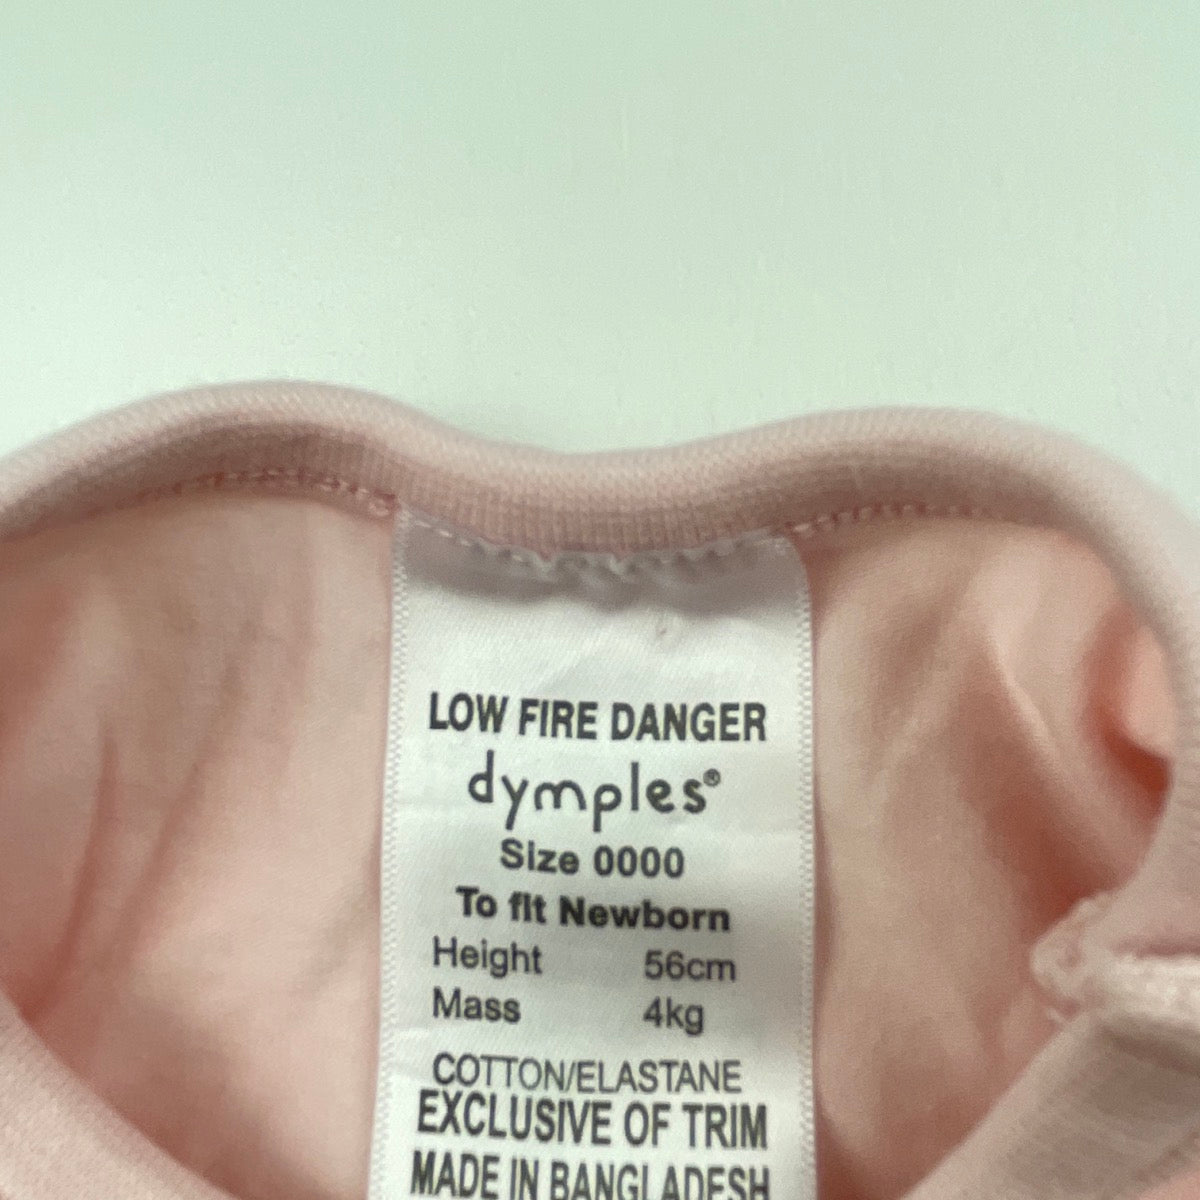 LOW FIRE DANGER
dymples®
Size 0000
To fit Newborn
Height 56cm
Mass 4kg
COTTON/ELASTANE
EXCLUSIVE OF TRIM
MADE IN BANGLADESH